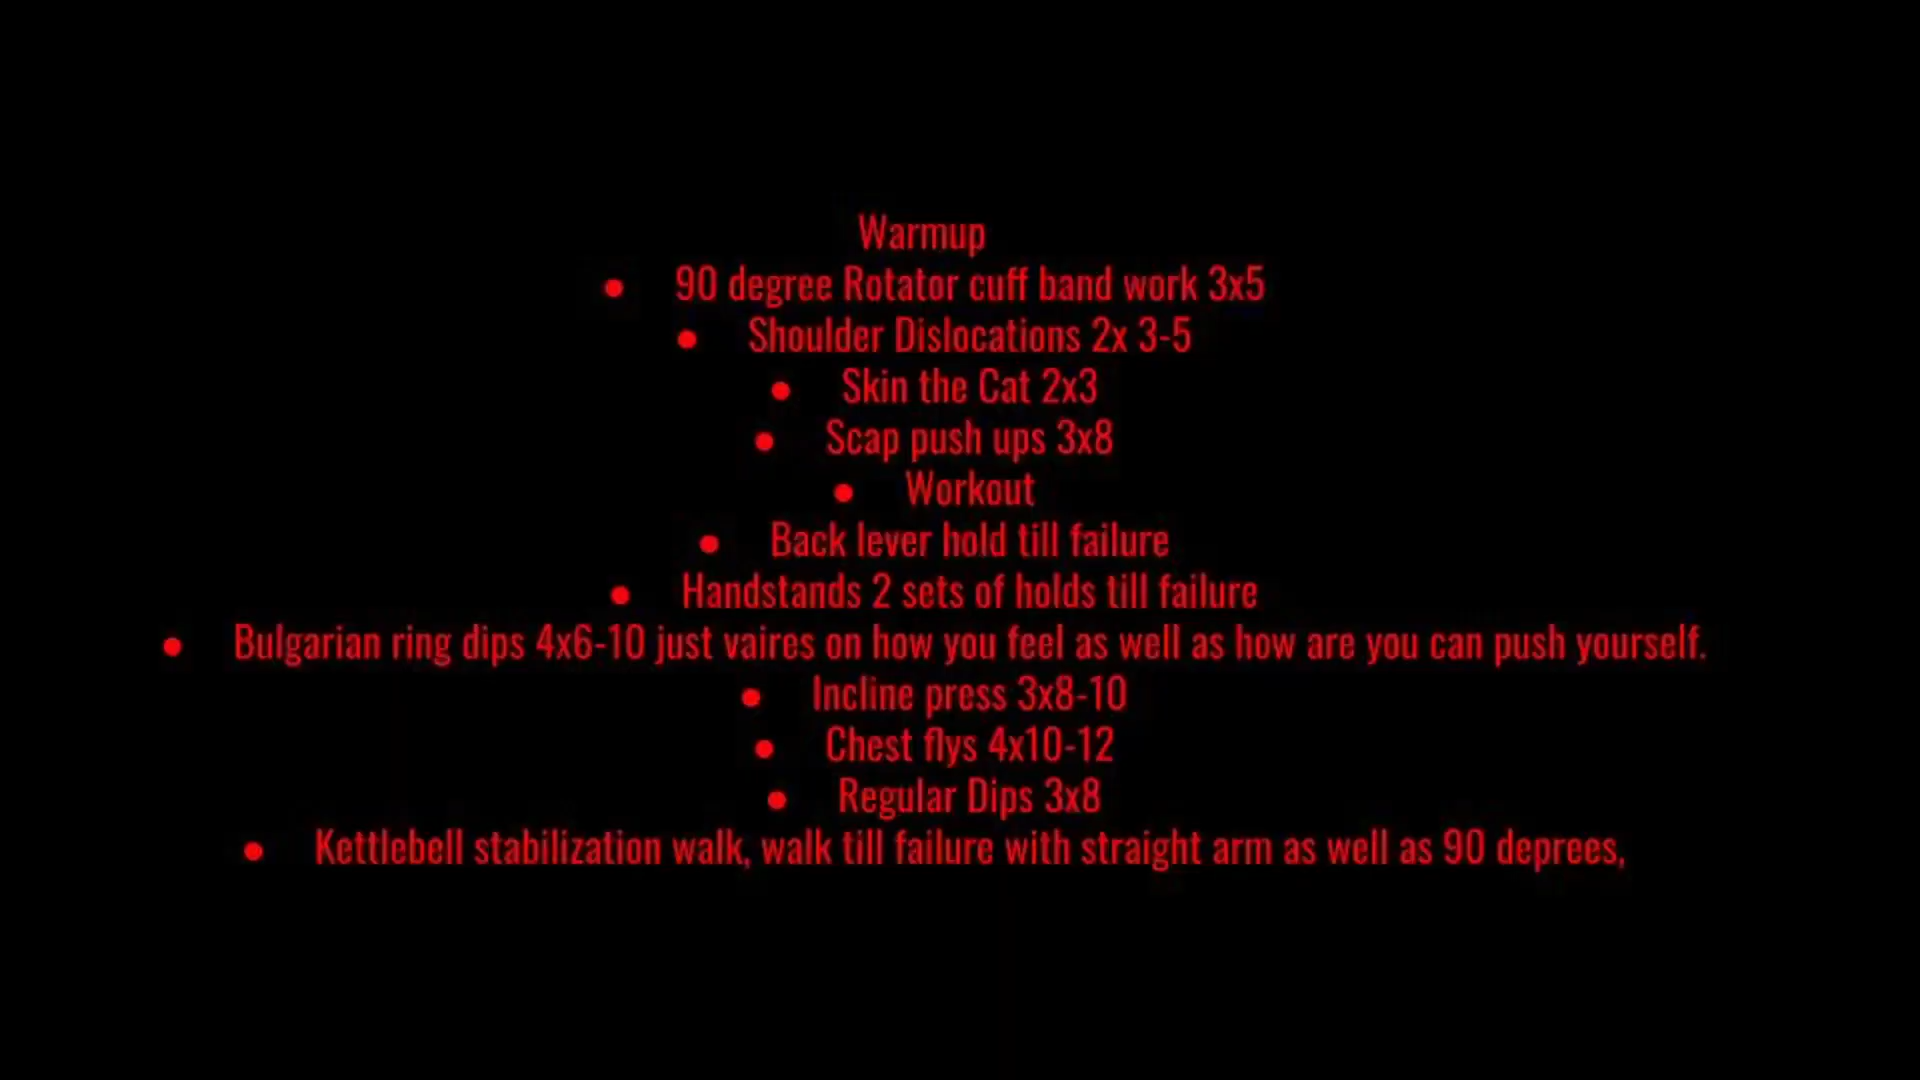 Warmup
● 90 degree Rotator cuff band work 3x5
● Shoulder Dislocations 2x 3-5
● Skin the Cat 2x3
● Scap push ups 3x8
● Workout
● Back lever hold till failure
● Handstands 2 sets of holds till failure
● Bulgarian ring dips 4x6-10 just vaires on how you feel as well as how are you can push yourself.
● Incline press 3x8-10
● Chest flys 4x10-12
● Regular Dips 3x8
● Kettlebell stabilization walk, walk till failure with straight arm as well as 90 deprees,